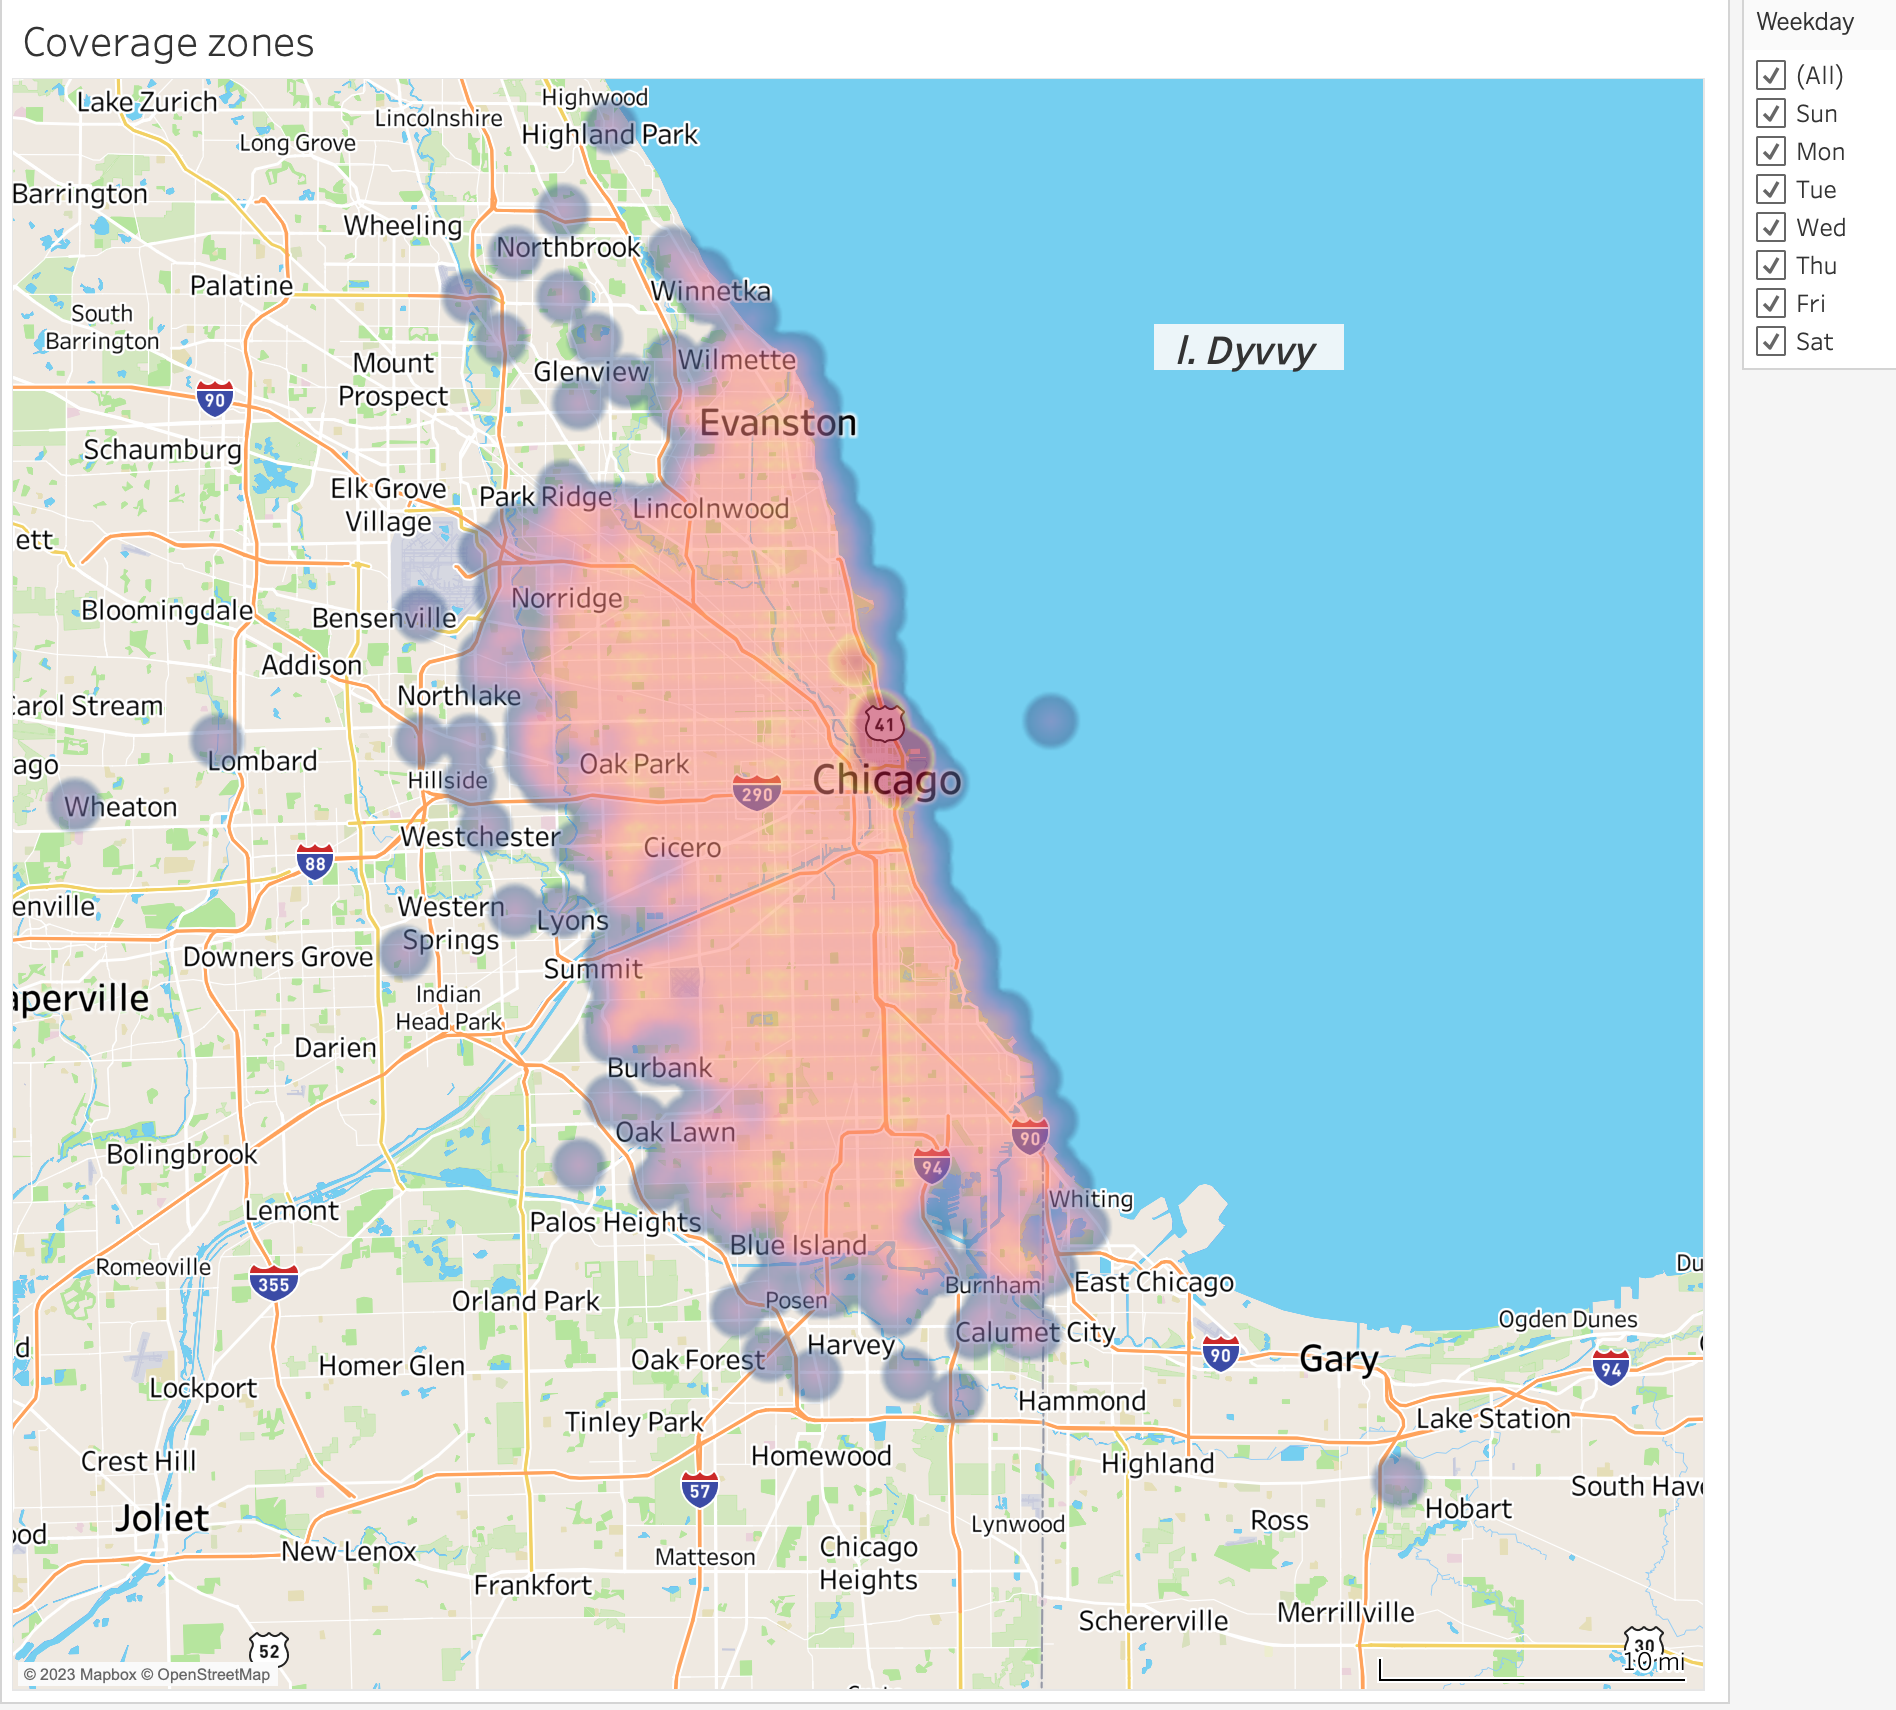 Coverage zones
Weekday
(All)
Sun
Mon
Tue
Wed
Thu
Fri
Sat
Lake Zurich
Highwood
Lincolnshire
Highland Park
Long Grove
Barrington
Wheeling
Northbrook
Palatine
Winnetka
South
Barrington
I. Dyvvy
Mount
Prospect
Wilmette
Glenview
90
Evanston
Schaumburg
Elk Grove
Village
Park Ridge
Lincolnwood
ett
Norridge
Bloomingdale
Bensenville
Addison
Northlake
Carol Stream
41
Lombard
Oak Park
ago
Hillside
Chicago
290
Wheaton
Westchester
Cicero
88
enville
Western
Springs
Lyons
Downers Grove
Summit
aperville
Indian
Head Park
Darien
Burbank
Oak Lawn
90
Bolingbrook
94
Whiting
Lemont
Palos Heights
Blue Island
Romeoville
Du
355
East Chicago
Burnham
Orland Park
Posen
Ogden Dunes
d
Harvey
Calumet City
Homer Glen
Oak Forest
90
Gary
94
Lockport
Hammond
Tinley Park
Lake Station
Crest Hill
Homewood
Highland
57
South Hav
Joliet
Hobart
ood
Lynwood
Ross
New Lenox
Matteson
Chicago
Heights
Frankfort
Schererville
Merrillville
52
30
10 mi
© 2023 Mapbox © OpenStreetMap